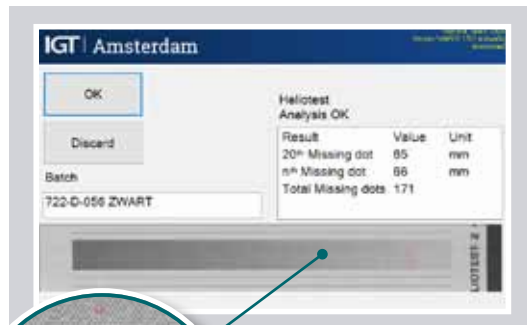 IGT Amsterdam
OK
Discard
Batch
722-D-056 ZWART
Heliotest
Analysis OK
Result Value Unit
20th Missing dot 65 mm
nth Missing dot 66 mm
Total Missing dots 171